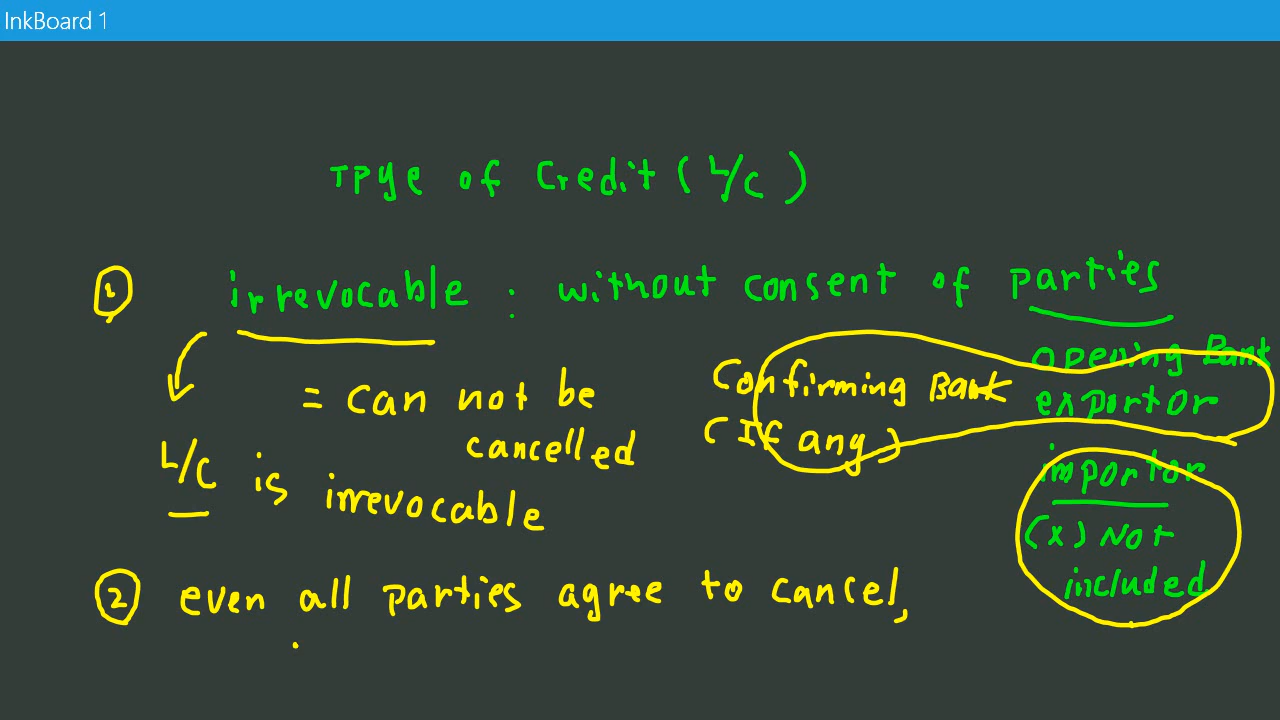 InkBoard 1
TPye of Credit (L/C)
1 irrevocable : without consent of parties
opening Bank
= can not be cancelled
Confirming Bank
(If any)
exportor
L/C is irrevocable
importor
(x) Not included
2 even all parties agree to cancel,